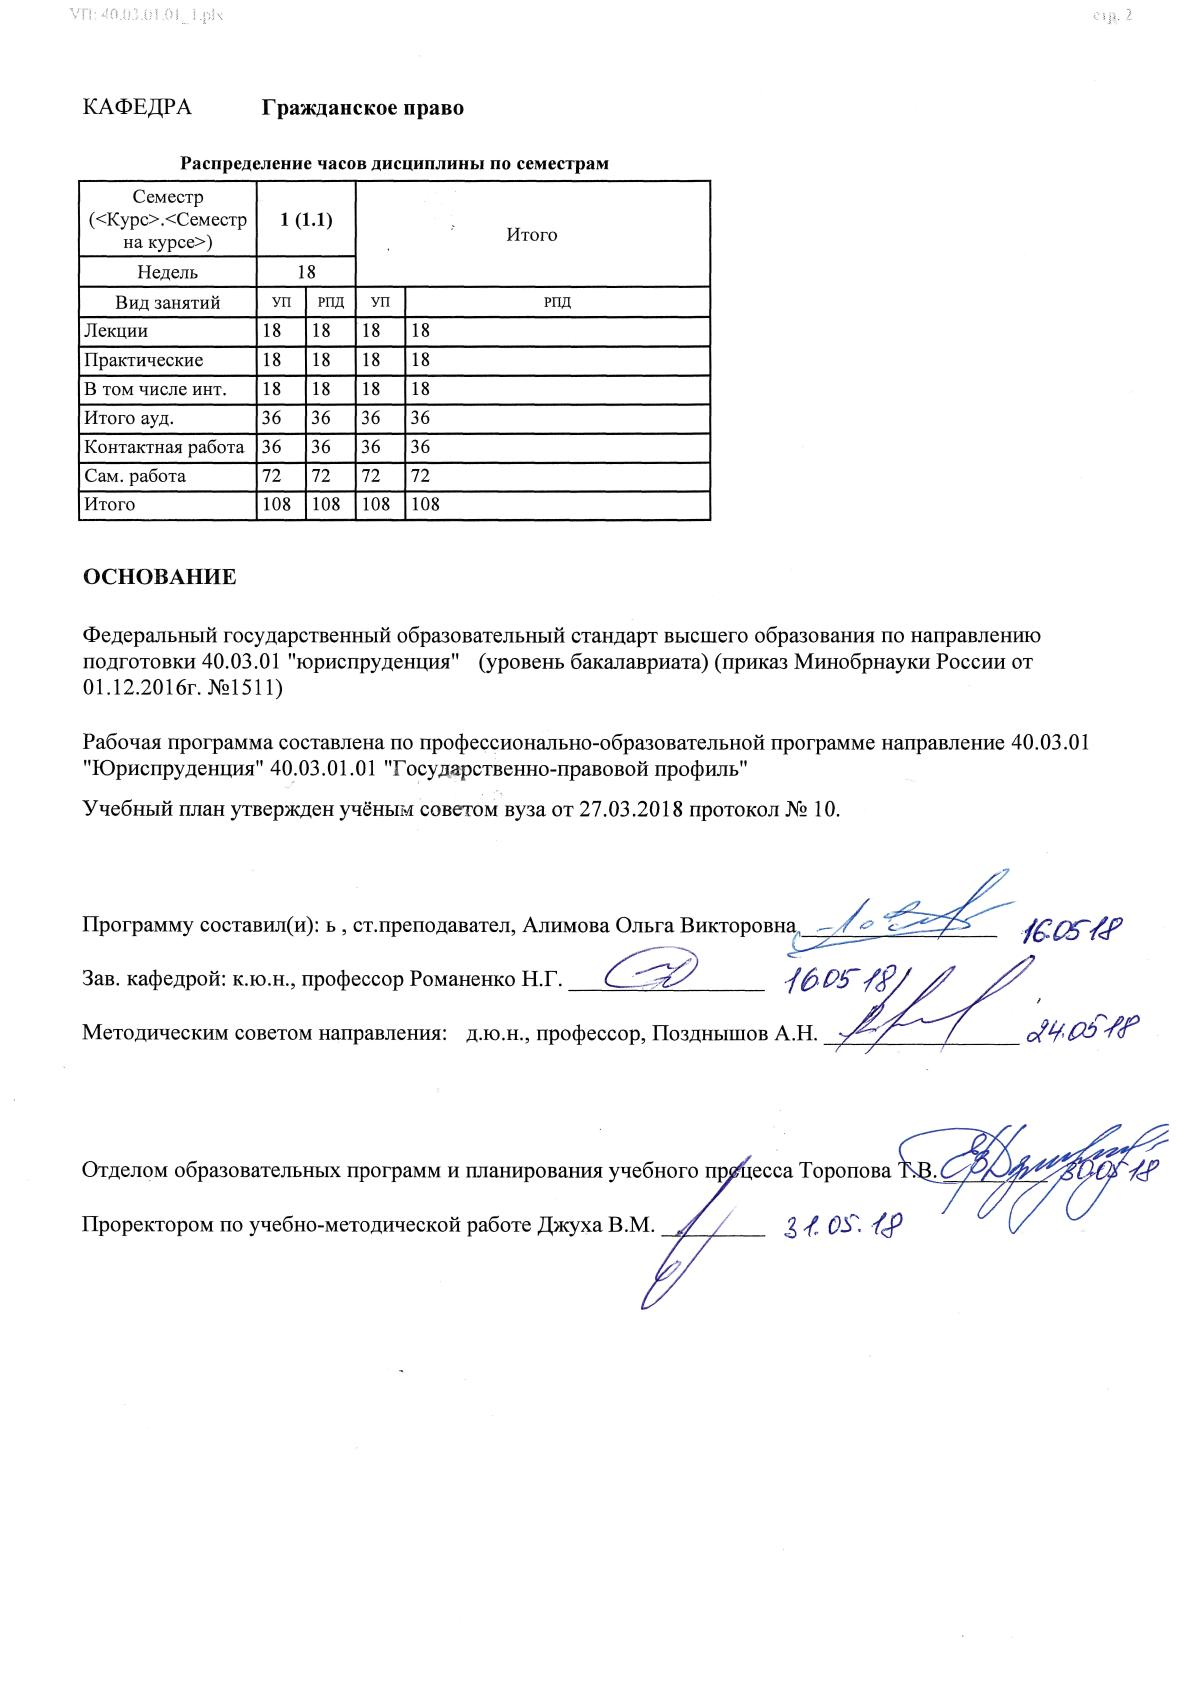 УП: 40.03.01.01_1.plx стр. 2
КАФЕДРА Гражданское право
Распределение часов дисциплины по семестрам
Семестр
(<Курс>.<Семестр
на курсе>)
1 (1.1)
Итого
Недель 18
Вид занятий УП РПД УП РПД
Лекции 18 18 18 18
Практические 18 18 18 18
В том числе инт. 18 18 18 18
Итого ауд. 36 36 36 36
Контактная работа 36 36 36 36
Сам. работа 72 72 72 72
Итого 108 108 108 108
ОСНОВАНИЕ
Федеральный государственный образовательный стандарт высшего образования по направлению
подготовки 40.03.01 "юриспруденция" (уровень бакалавриата) (приказ Минобрнауки России от
01.12.2016г. №1511)
Рабочая программа составлена по профессионально-образовательной программе направление 40.03.01
"Юриспруденция" 40.03.01.01 "Государственно-правовой профиль"
Учебный план утвержден учёным советом вуза от 27.03.2018 протокол № 10.
Программу составил(и): ь , ст.преподаватель, Алимова Ольга Викторовна 16.05 18
Зав. кафедрой: к.ю.н., профессор Романенко Н.Г. 16.05 18
Методическим советом направления: д.ю.н., профессор, Позднышов А.Н. 24.05 18
Отделом образовательных программ и планирования учебного процесса Торопова Т.В. 30.05 18
Проректором по учебно-методической работе Джуха В.М. 31.05.18